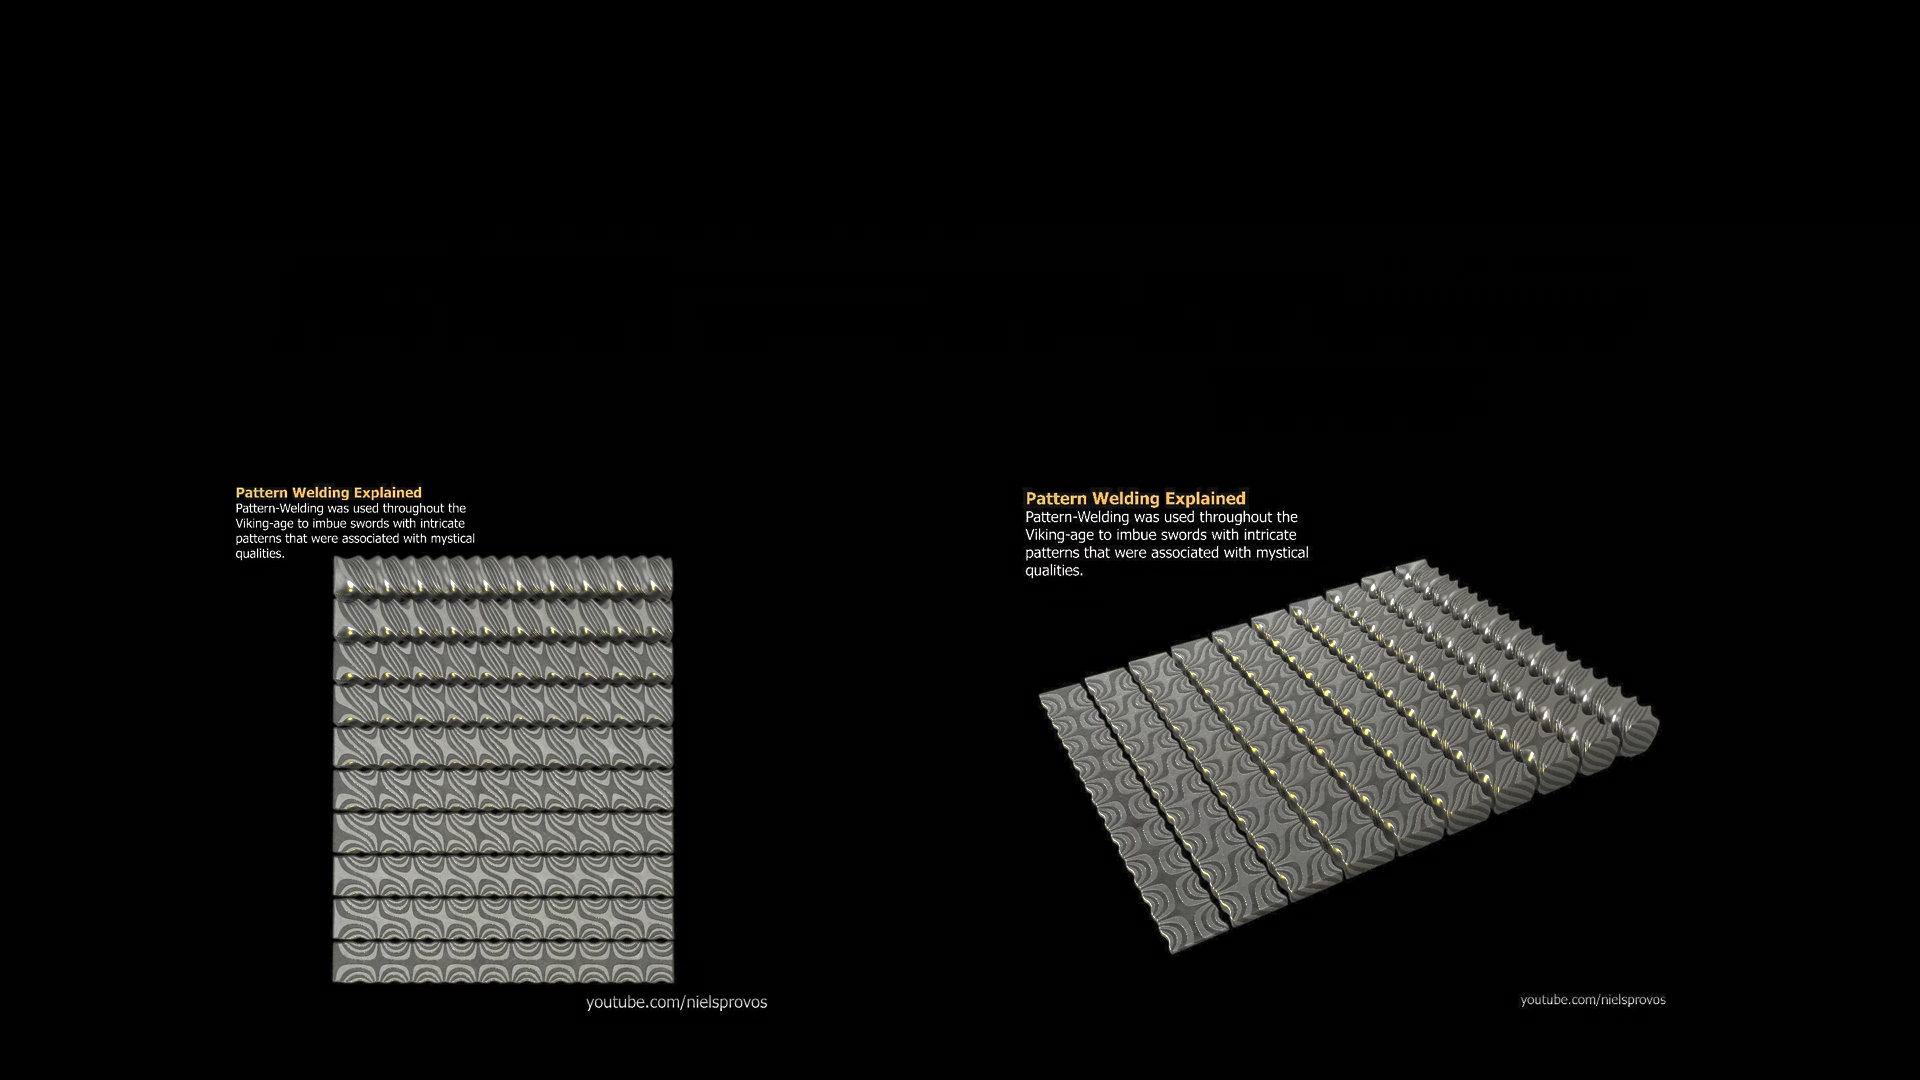 Pattern Welding Explained
Pattern-Welding was used throughout the
Viking-age to imbue swords with intricate
patterns that were associated with mystical
qualities.
youtube.com/nielsprovos
Pattern Welding Explained
Pattern-Welding was used throughout the
Viking-age to imbue swords with intricate
patterns that were associated with mystical
qualities.
youtube.com/nielsprovos